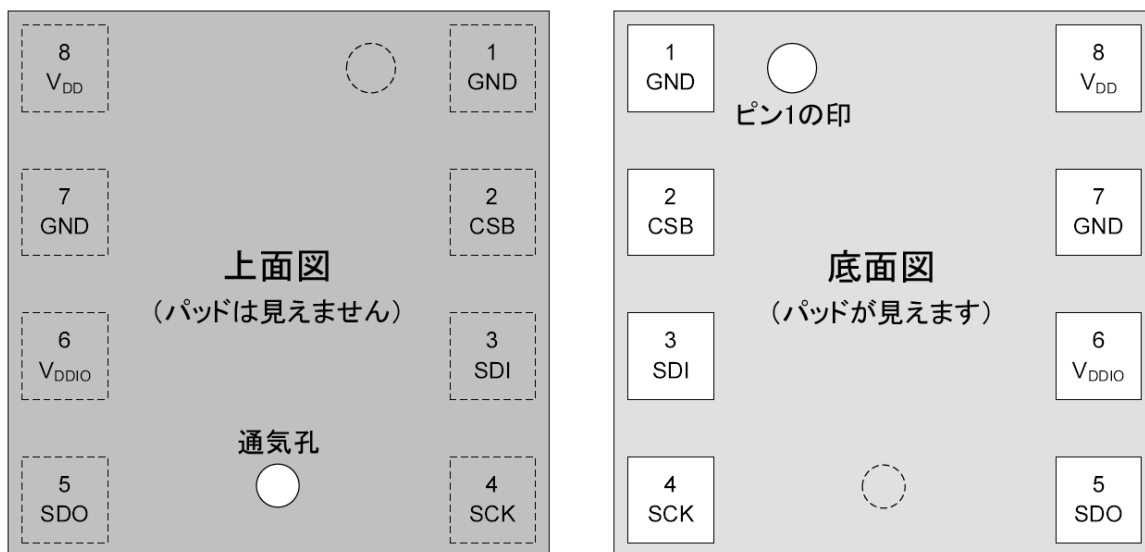 8
VDD
1
GND
7
GND
2
CSB
上面図
（パッドは見えません）
6
VDDIO
3
SDI
通気孔
5
SDO
4
SCK
1
GND
ピン1の印
8
VDD
2
CSB
7
GND
底面図
（パッドが見えます）
3
SDI
6
VDDIO
4
SCK
5
SDO